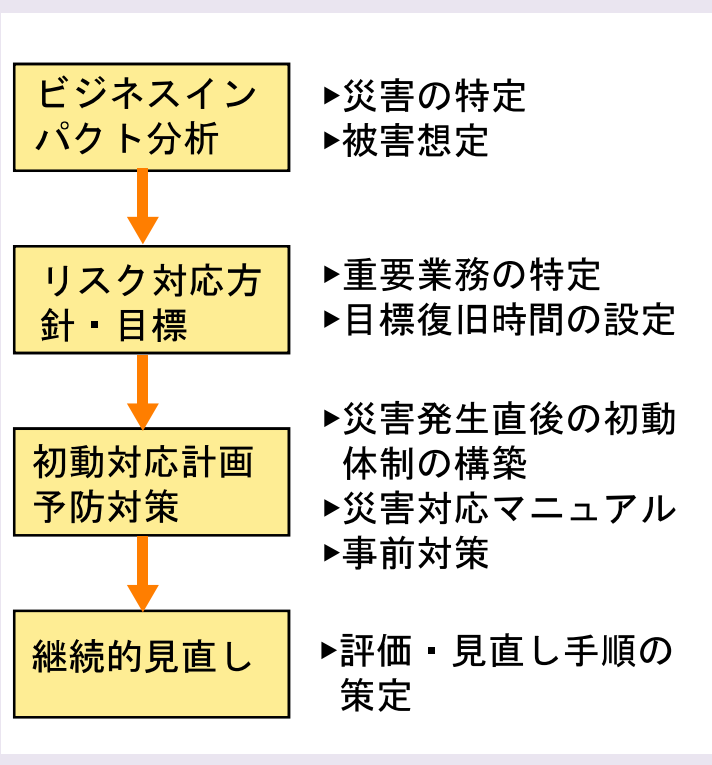 ビジネスイン
パクト分析
▶災害の特定
▶被害想定
リスク対応方
針・目標
▶重要業務の特定
▶目標復旧時間の設定
初動対応計画
予防対策
▶災害発生直後の初動
体制の構築
▶災害対応マニュアル
▶事前対策
継続的見直し
▶評価・見直し手順の
策定